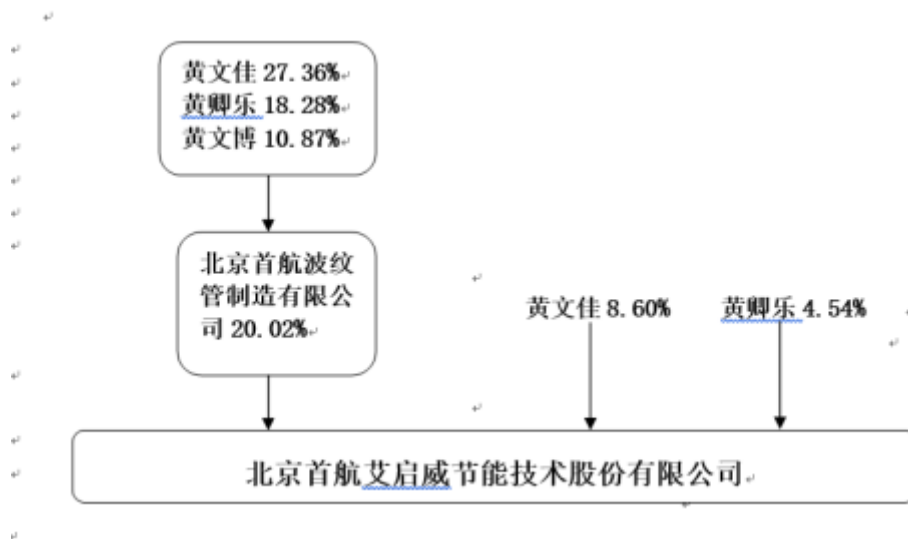 黄文佳 27.36%
黄卿乐 18.28%
黄文博 10.87%
北京首航波纹
管制造有限公
司 20.02%
黄文佳 8.60%
黄卿乐 4.54%
北京首航艾启威节能技术股份有限公司